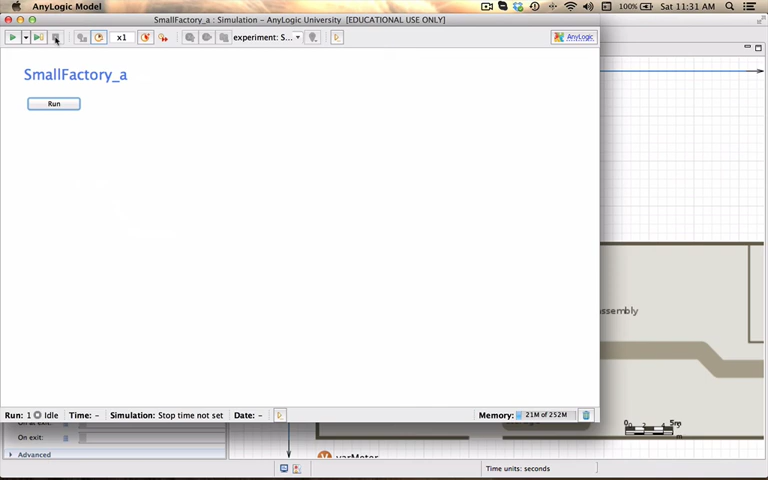 AnyLogic Model
100%
Sat 11:31 AM
SmallFactory_a : Simulation – AnyLogic University [EDUCATIONAL USE ONLY]
x1
experiment: S...
AnyLogic
SmallFactory_a
Run
ssembly
Run: 1 Idle
Time: –
Simulation: Stop time not set
Date: –
Memory:
21M of 252M
On exit:
Advanced
varMeter
Time units: seconds